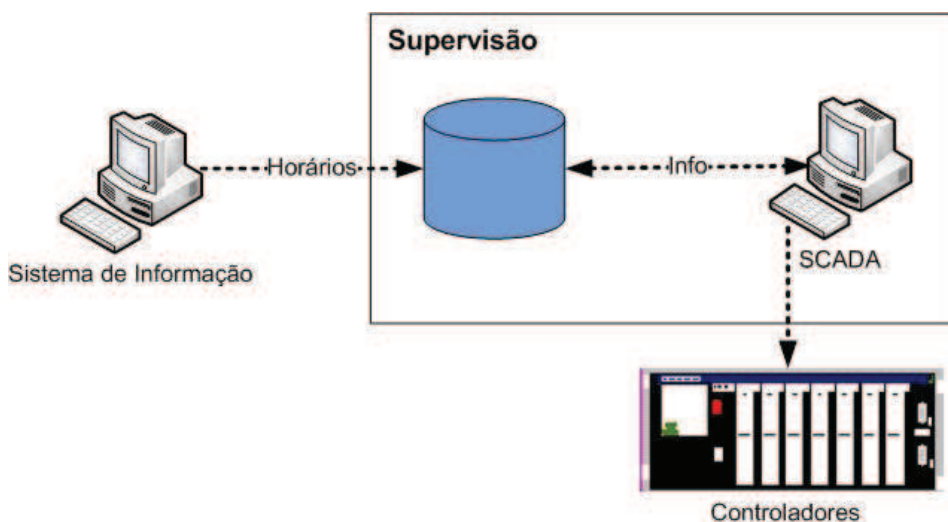 Supervisão
Horários
Info
Sistema de Informação
SCADA
Controladores